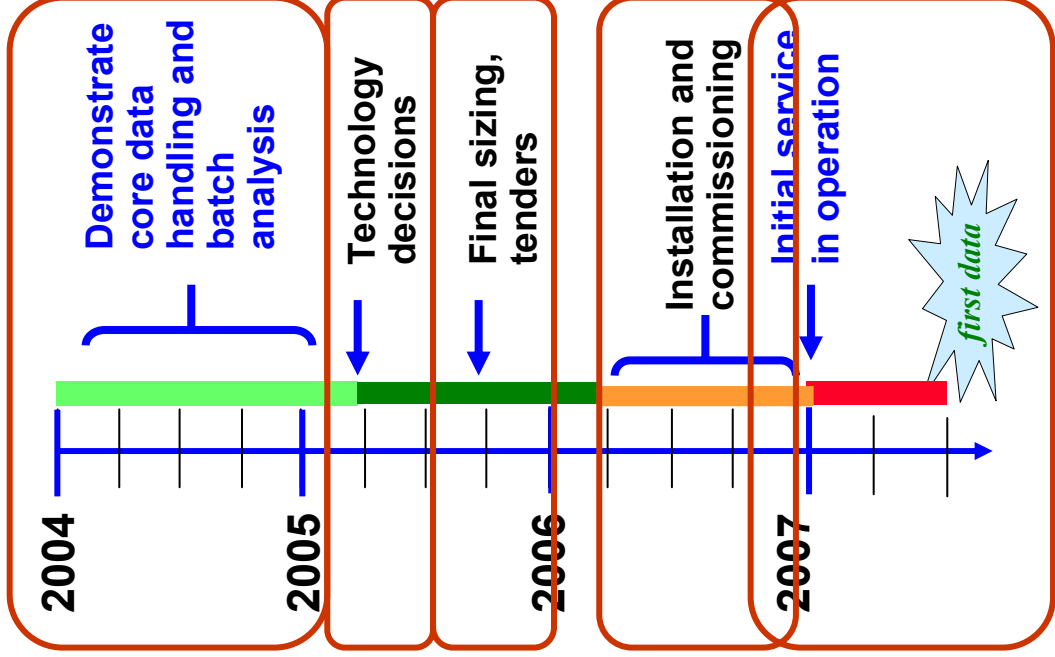 2004
2005
2006
2007
Demonstrate
core data
handling and
batch
analysis
Technology
decisions
Final sizing,
tenders
Installation and
commissioning
Initial service
in operation
first data